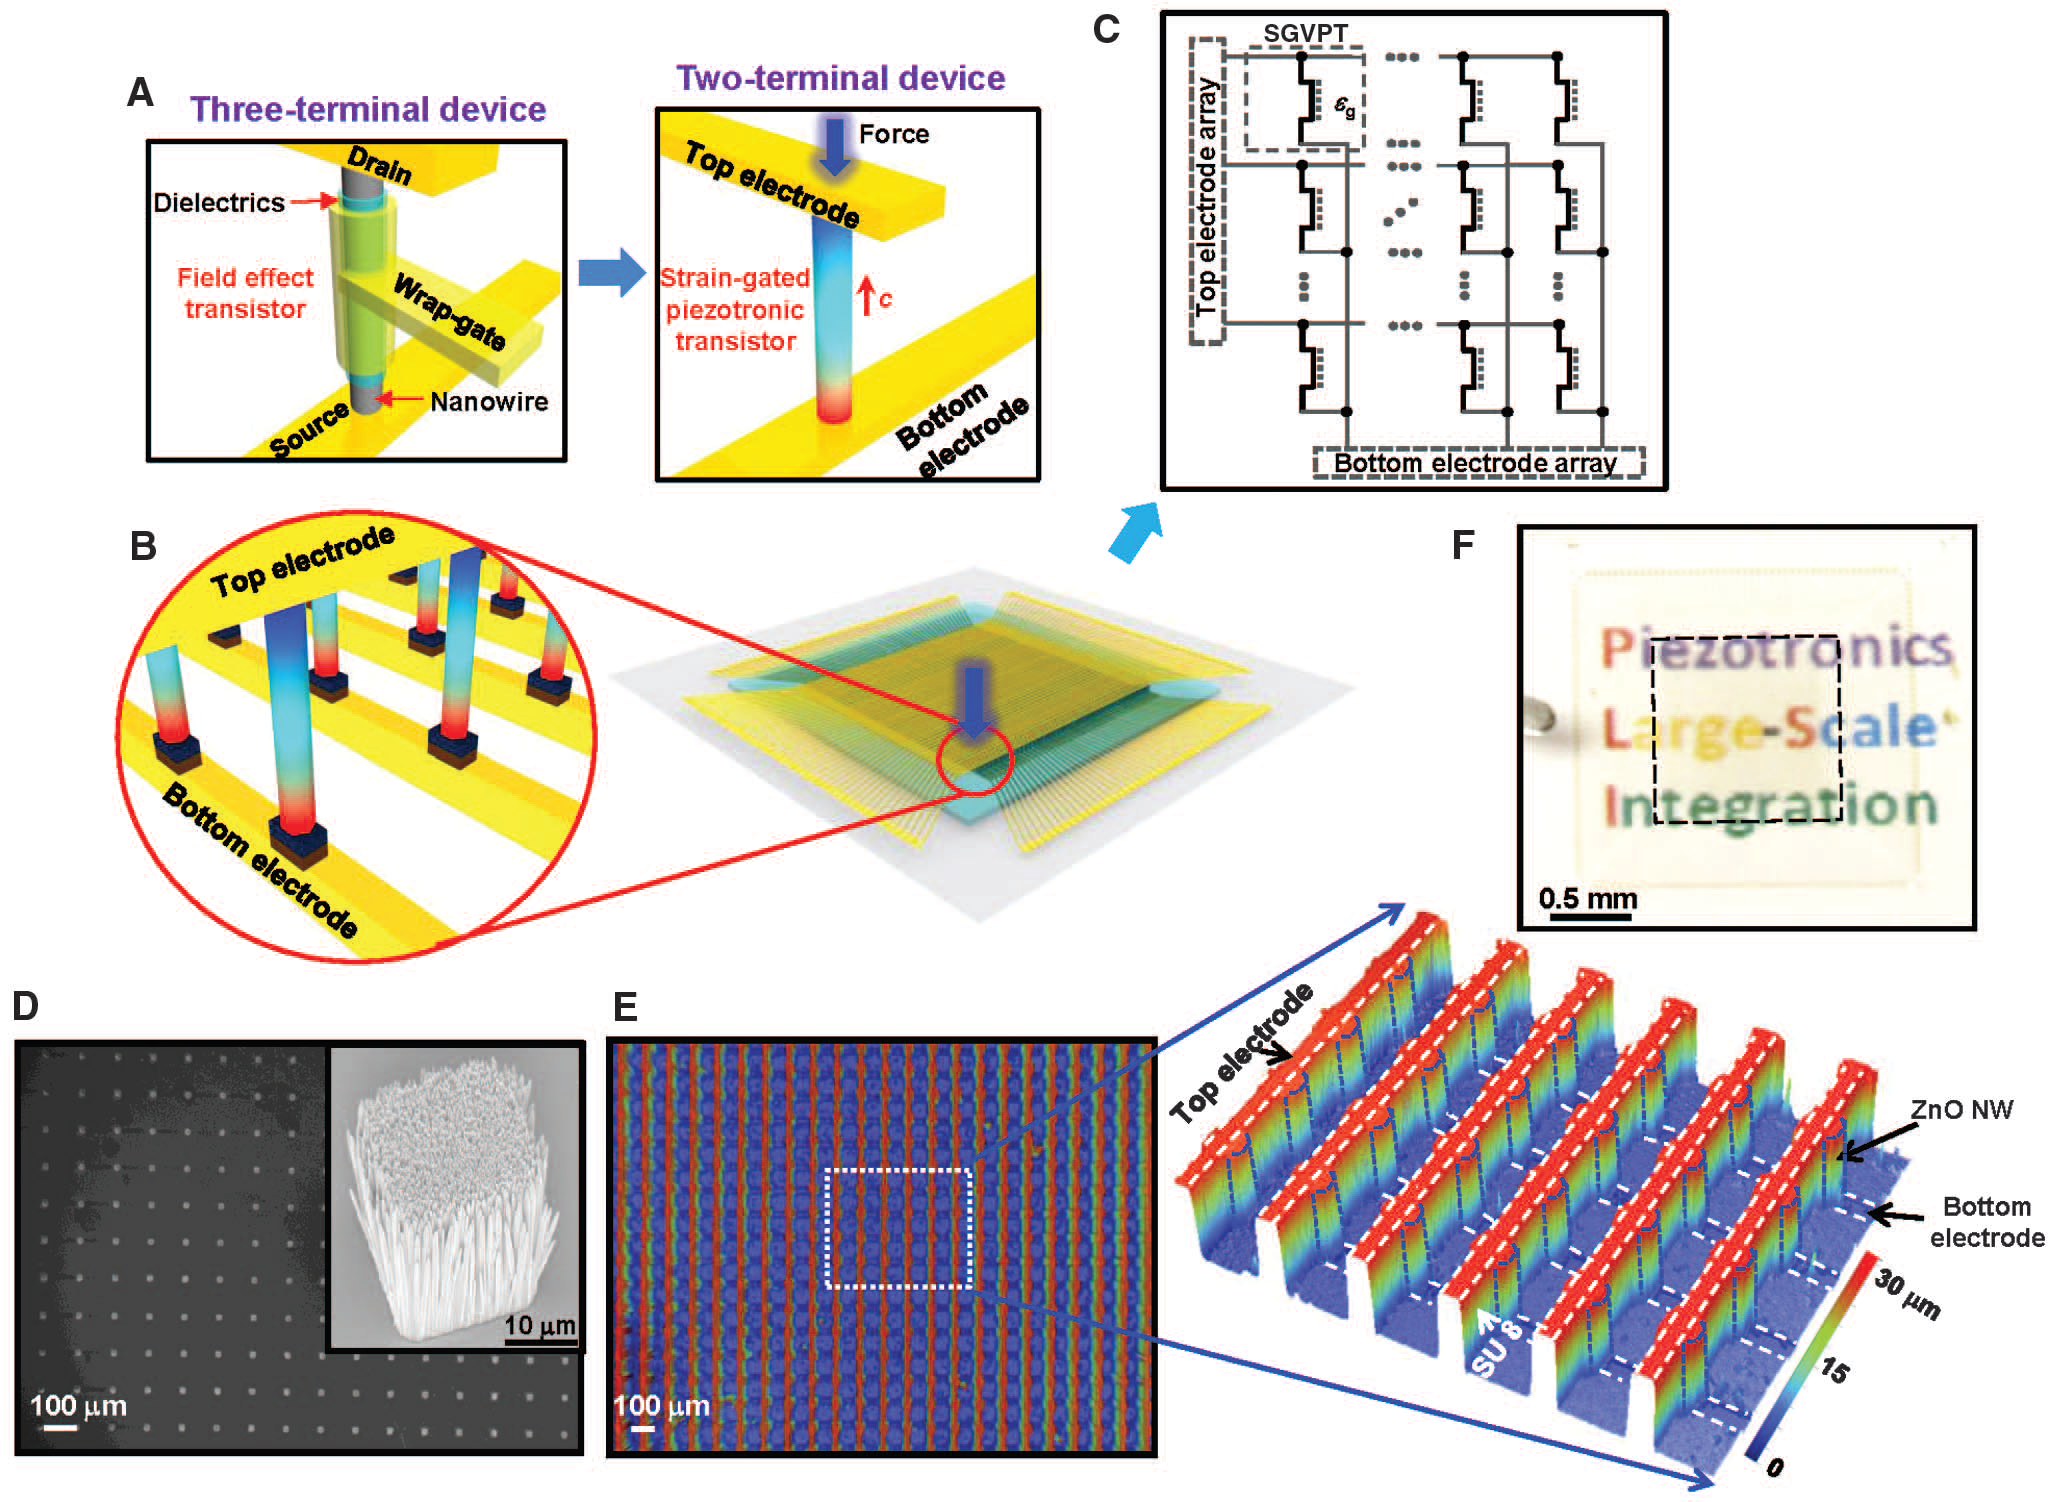 A
Three-terminal device
Drain
Dielectrics
Field effect
transistor
Wrap-gate
Nanowire
Source
Two-terminal device
Force
Top electrode
Strain-gated
piezotronic
transistor
c
Bottom
electrode
C
SGVPT
εg
Top electrode array
Bottom electrode array
B
Top electrode
Bottom electrode
F
Piezotronics
Large-Scale
Integration
0.5 mm
D
10 μm
100 μm
E
100 μm
Top electrode
ZnO NW
Bottom
electrode
SU 8
30 μm
15
0